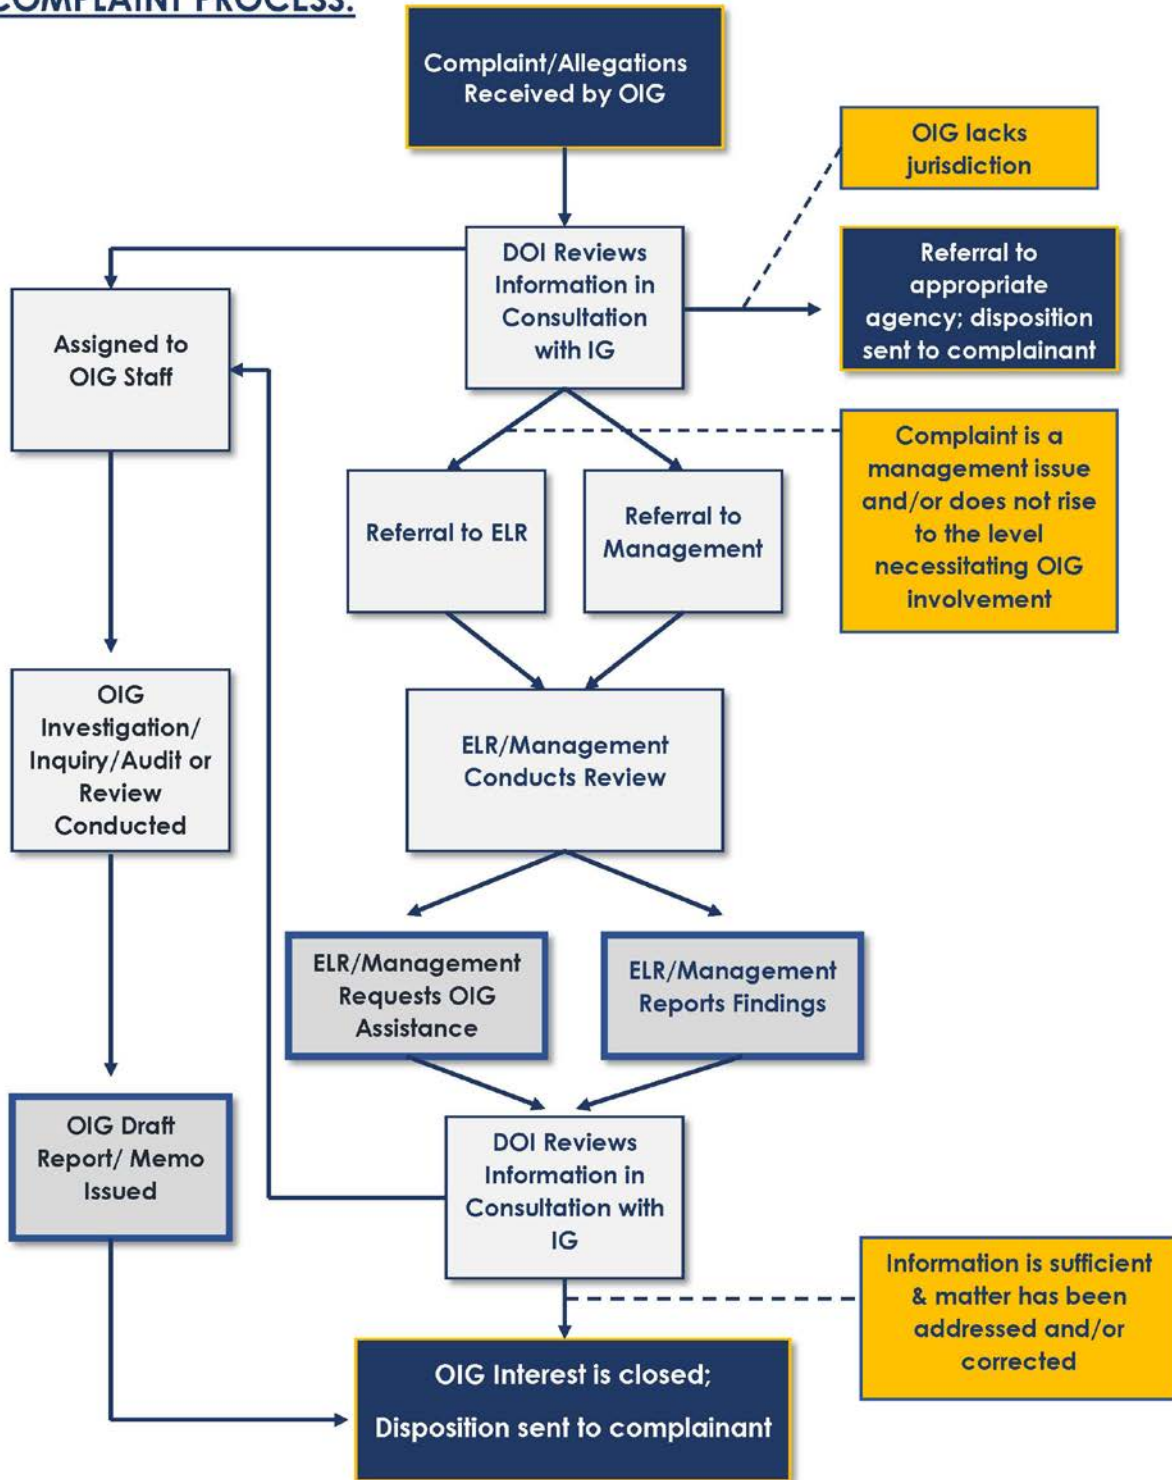 COMPLAINT PROCESS:
Complaint/Allegations
Received by OIG
OIG lacks
jurisdiction
DOI Reviews
Information in
Consultation
with IG
Referral to
appropriate
agency; disposition
sent to complainant
Assigned to
OIG Staff
Complaint is a
management issue
and/or does not rise
to the level
necessitating OIG
involvement
Referral to ELR
Referral to
Management
OIG
Investigation/
Inquiry/Audit or
Review
Conducted
ELR/Management
Conducts Review
ELR/Management
Requests OIG
Assistance
ELR/Management
Reports Findings
OIG Draft
Report/ Memo
Issued
DOI Reviews
Information in
Consultation with
IG
Information is sufficient
& matter has been
addressed and/or
corrected
OIG Interest is closed;
Disposition sent to complainant